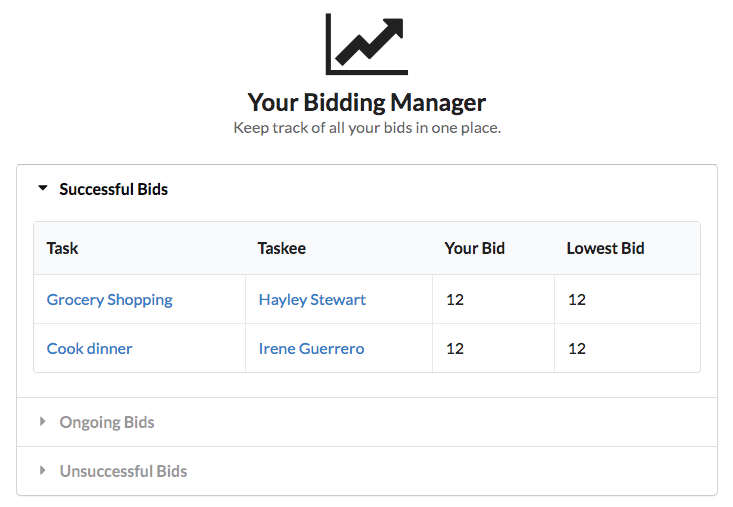 Your Bidding Manager
Keep track of all your bids in one place.
Successful Bids
Task Taskee Your Bid Lowest Bid
Grocery Shopping Hayley Stewart 12 12
Cook dinner Irene Guerrero 12 12
Ongoing Bids
Unsuccessful Bids